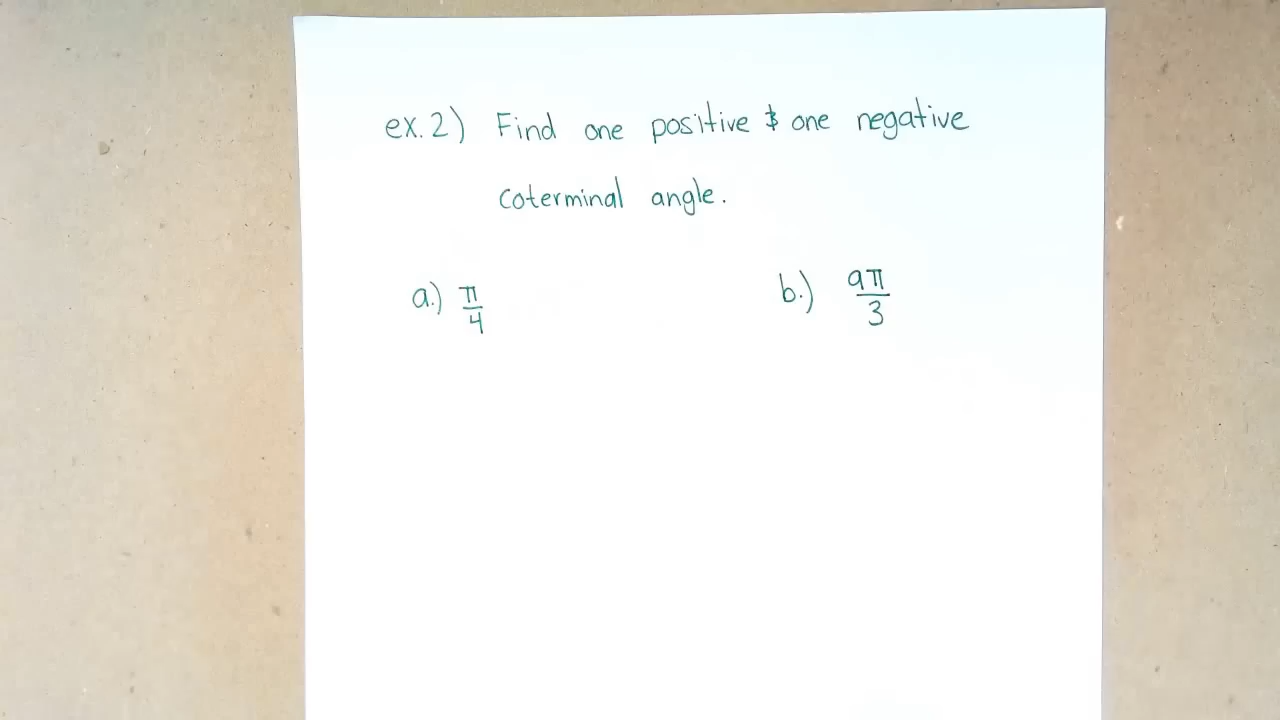 ex. 2) Find one positive & one negative
coterminal angle.
a.) π/4 b.) 9π/3